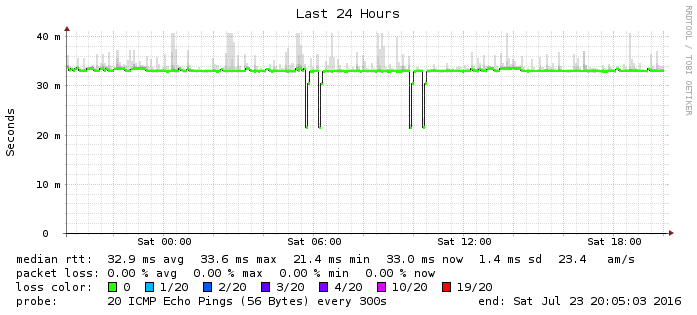 Last 24 Hours
RRDTOOL / TOBI OETIKER
Seconds
40 m
30 m
20 m
10 m
0
Sat 00:00 Sat 06:00 Sat 12:00 Sat 18:00
median rtt: 32.9 ms avg 33.6 ms max 21.4 ms min 33.0 ms now 1.4 ms sd 23.4 am/s
packet loss: 0.00 % avg 0.00 % max 0.00 % min 0.00 % now
loss color: 0 1/20 2/20 3/20 4/20 10/20 19/20
probe: 20 ICMP Echo Pings (56 Bytes) every 300s end: Sat Jul 23 20:05:03 2016